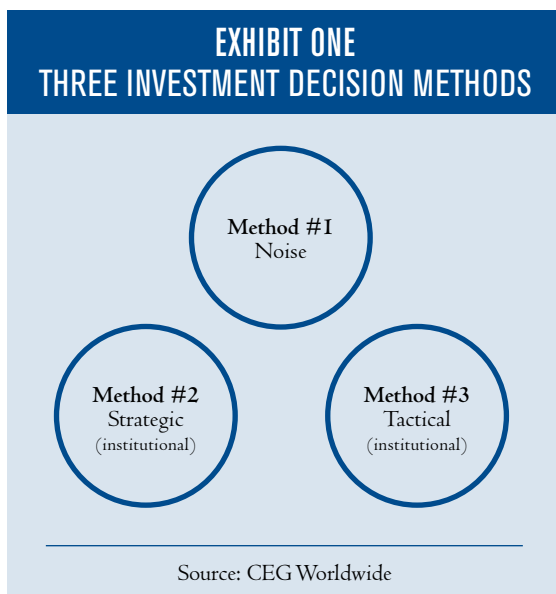 EXHIBIT ONE
THREE INVESTMENT DECISION METHODS
Method #1
Noise
Method #2
Strategic
(institutional)
Method #3
Tactical
(institutional)
Source: CEG Worldwide